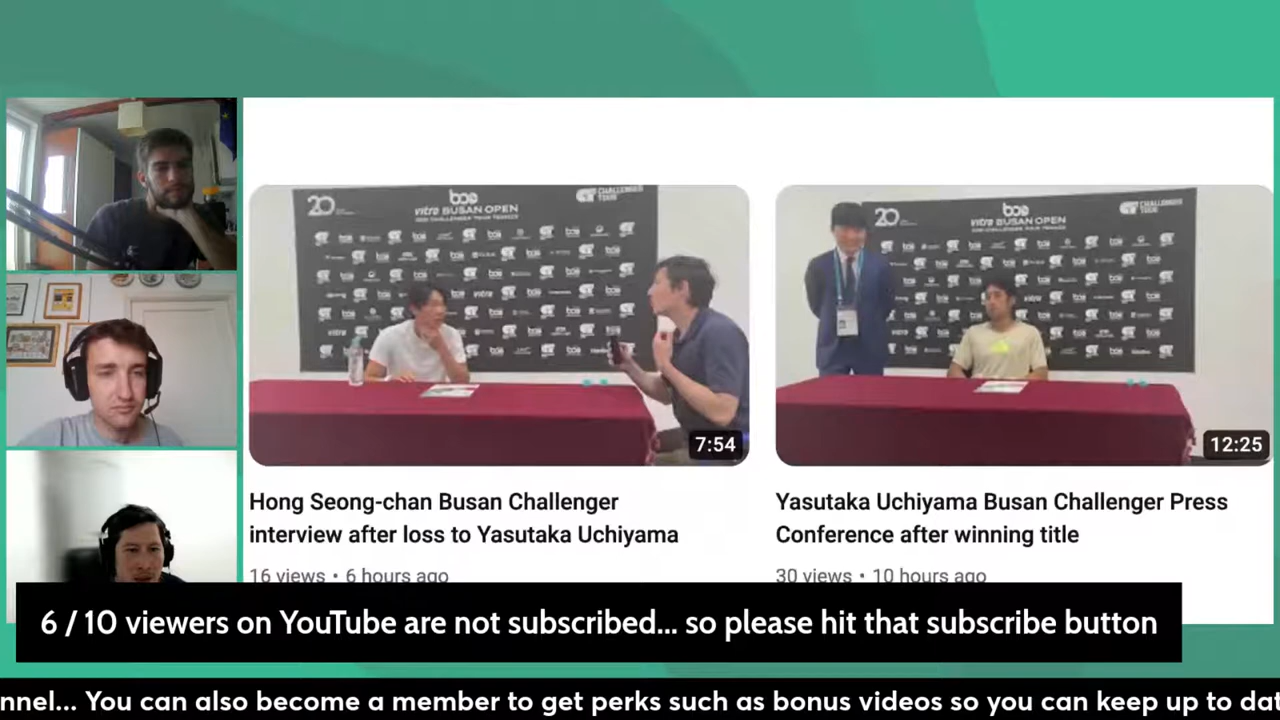 20
boo
vitro BUSAN OPEN
CHALLENGER
TOUR
7:54
20
boo
vitro BUSAN OPEN
CHALLENGER
TOUR
12:25
Hong Seong-chan Busan Challenger
interview after loss to Yasutaka Uchiyama
16 views • 6 hours ago
Yasutaka Uchiyama Busan Challenger Press
Conference after winning title
30 views • 10 hours ago
6 / 10 viewers on YouTube are not subscribed... so please hit that subscribe button
nnel... You can also become a member to get perks such as bonus videos so you can keep up to dat